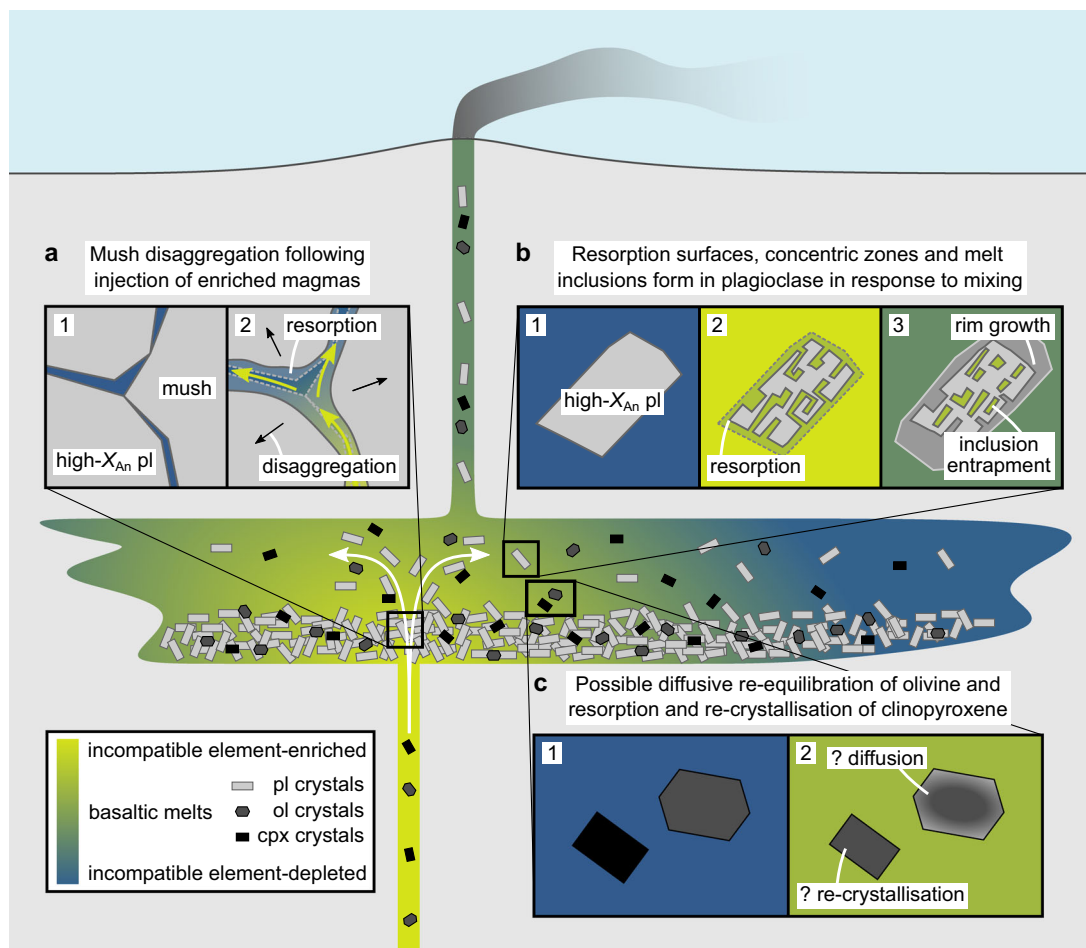 a
Mush disaggregation following
injection of enriched magmas
1
mush
high-XAn pl
2
resorption
disaggregation
b
Resorption surfaces, concentric zones and melt
inclusions form in plagioclase in response to mixing
1
high-XAn pl
2
resorption
3
rim growth
inclusion
entrapment
c
Possible diffusive re-equilibration of olivine and
resorption and re-crystallisation of clinopyroxene
1
2
? diffusion
? re-crystallisation
incompatible element-enriched
pl crystals
basaltic melts
ol crystals
cpx crystals
incompatible element-depleted